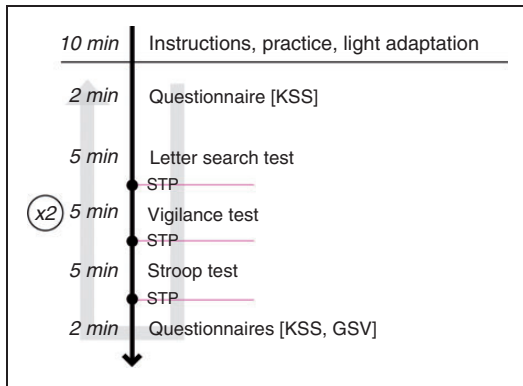 10 min Instructions, practice, light adaptation
2 min Questionnaire [KSS]
5 min Letter search test
STP
x2 5 min Vigilance test
STP
5 min Stroop test
STP
2 min Questionnaires [KSS, GSV]